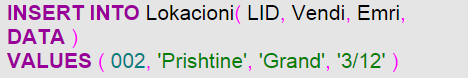 INSERT INTO Lokacioni( LID, Vendi, Emri,
DATA )
VALUES ( 002, 'Prishtine', 'Grand', '3/12' )